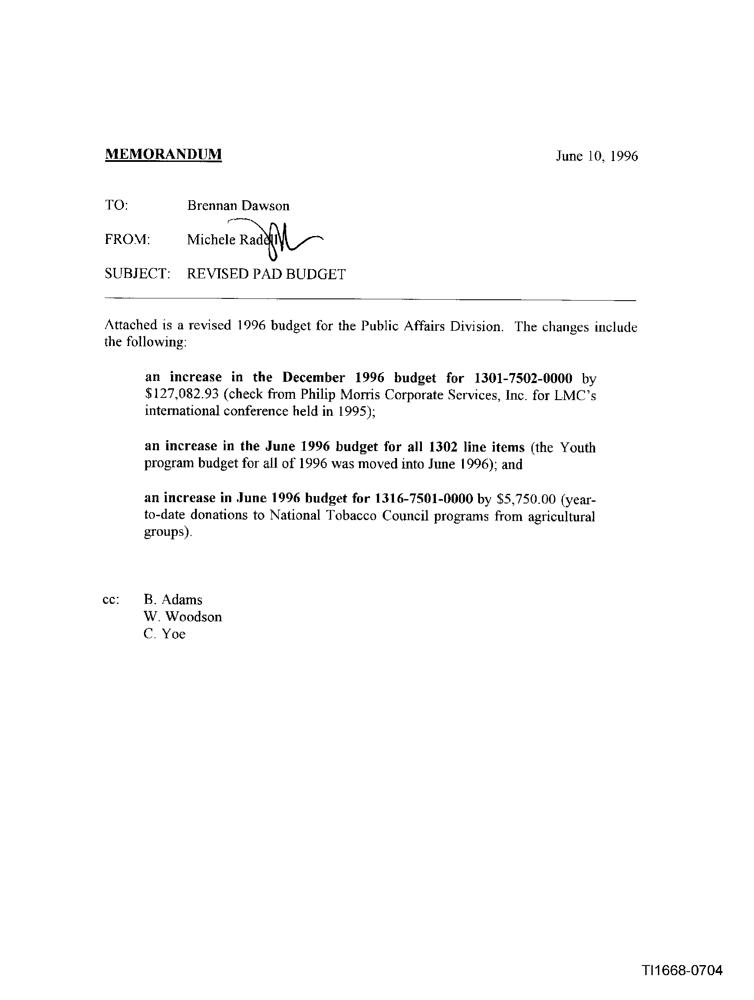 MEMORANDUM June 10, 1996
TO: Brennan Dawson
FROM: Michele
SUBJECT: REVISED PAD BUDGET
Attached is a revised 1996 budget for the Public Affairs Division. The changes include
the following:
an increase in the December 1996 budget for 1301-7502-0000 by
$127,082.93 (check from Philip Morris Corporate Services, Inc. for LMC's
international conference held in 1995);
an increase in the June 1996 budget for all 1302 line items (the Youth
program budget for all of 1996 was moved into June 1996); and
an increase in June 1996 budget for 1316-7501-0000 by $5,750.00 (year-
to-date donations to National Tobacco Council programs from agricultural
groups).
cc: B. Adams
W. Woodson
C. Yoe
TI1668-0704